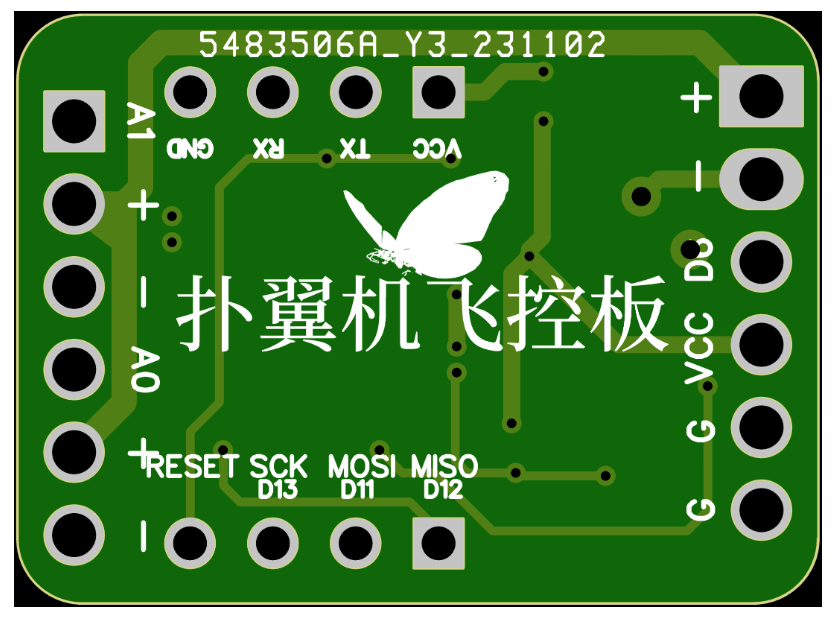 5483506A_Y3_231102
A1
+
GND RX TX VCC
+
-
-
D3
扑翼机飞控板
A0
VCC
+
G
RESET SCK MOSI MISO
D13 D11 D12
-
G